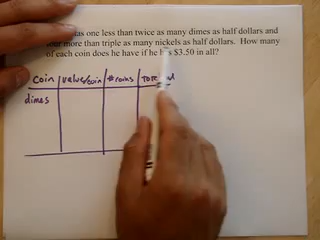 as one less than twice as many dimes as half dollars and
four more than triple as many nickels as half dollars. How many
of each coin does he have if he has $3.50 in all?
coin value/coin # coins total
dimes